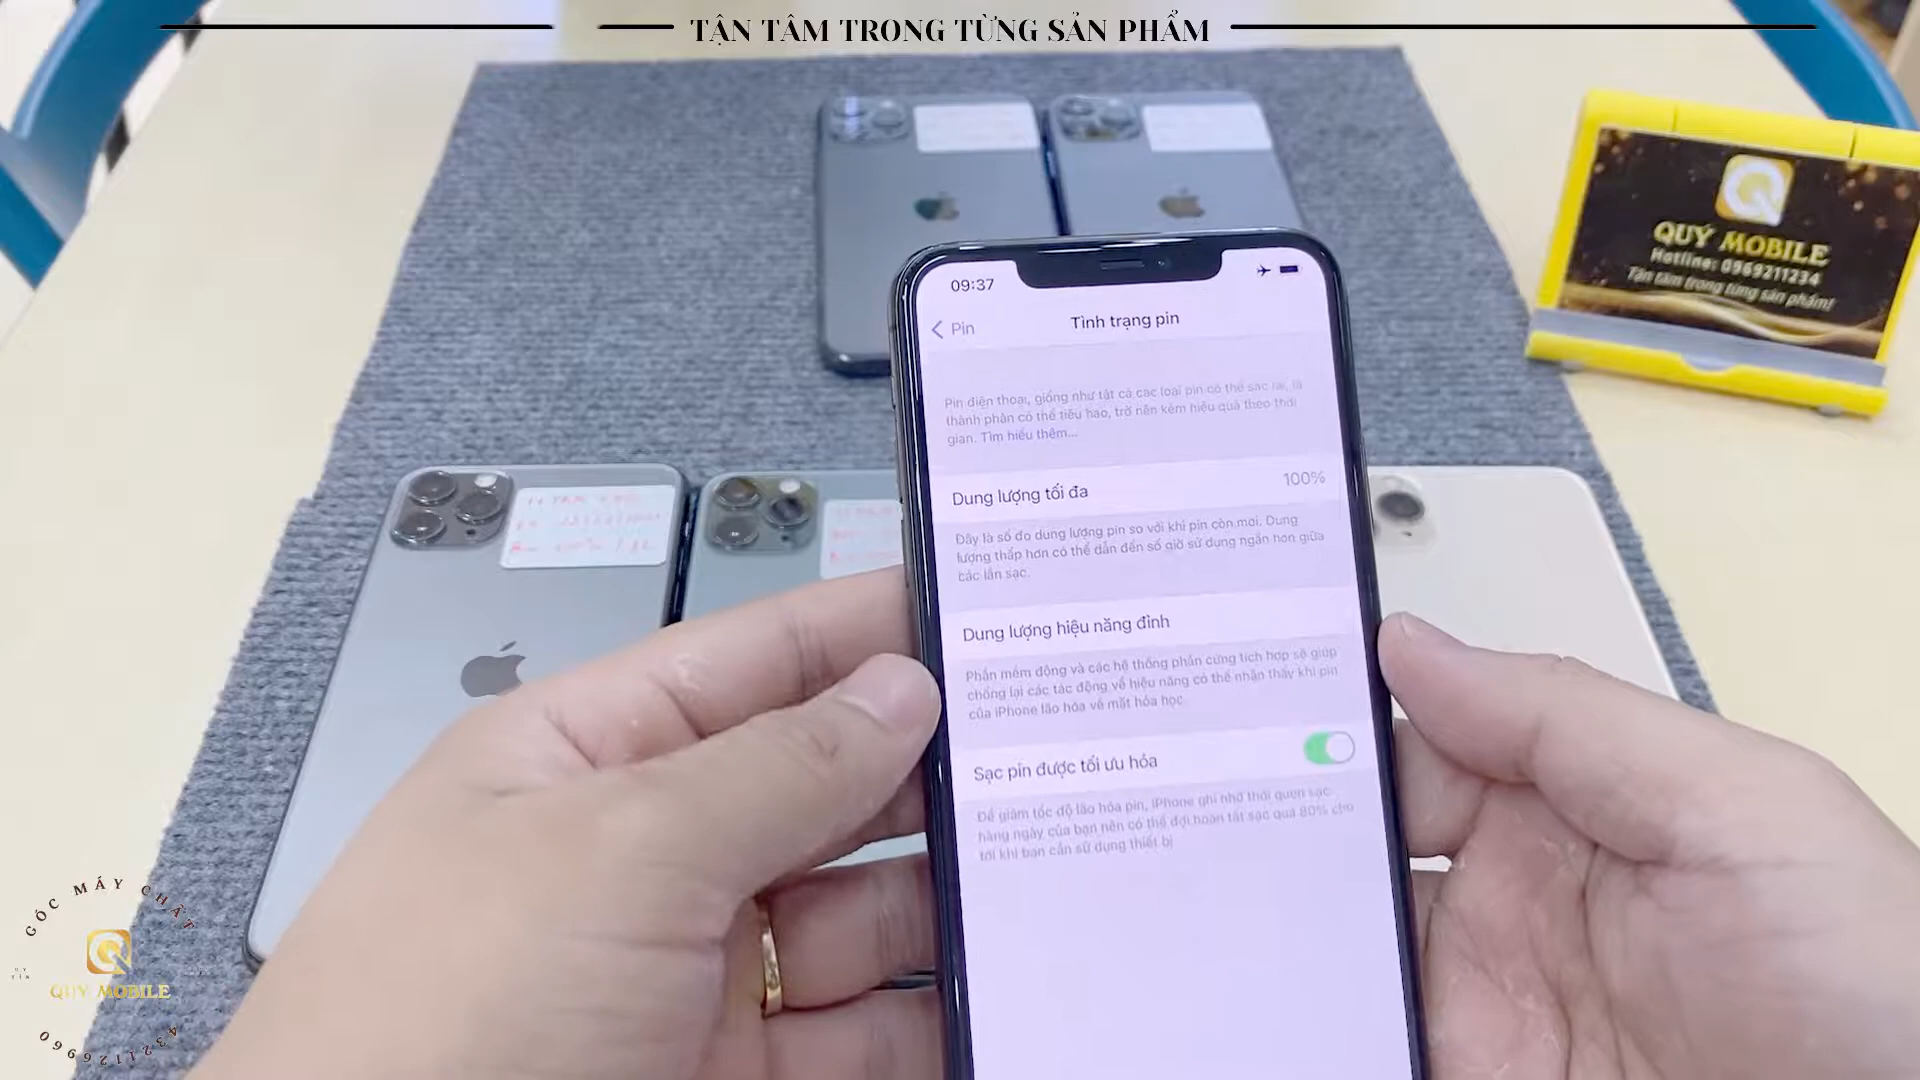 TẬN TÂM TRONG TỪNG SẢN PHẨM
QUÝ MOBILE
Hotline: 0969211234
Tận tâm trong từng sản phẩm!
09:37
Pin
Tình trạng pin
Pin điện thoại, giống như tất cả các loại pin có thể sạc lại, là
thành phần có thể tiêu hao, trở nên kém hiệu quả theo thời
gian. Tìm hiểu thêm...
Dung lượng tối đa
100%
Đây là số đo dung lượng pin so với khi pin còn mới. Dung
lượng thấp hơn có thể dẫn đến số giờ sử dụng ngắn hơn giữa
các lần sạc.
Dung lượng hiệu năng đỉnh
Phần mềm động và các hệ thống phần cứng tích hợp sẽ giúp
chống lại các tác động về hiệu năng có thể nhận thấy khi pin
của iPhone lão hóa về mặt hóa học.
Sạc pin được tối ưu hóa
Để giảm tốc độ lão hóa pin, iPhone ghi nhớ thói quen sạc
hàng ngày của bạn nên có thể đợi hoàn tất sạc quá 80% cho
tới khi bạn cần sử dụng thiết bị
GÓC MÁY CHẤT
UY TÍN
QUÝ MOBILE
0969211234